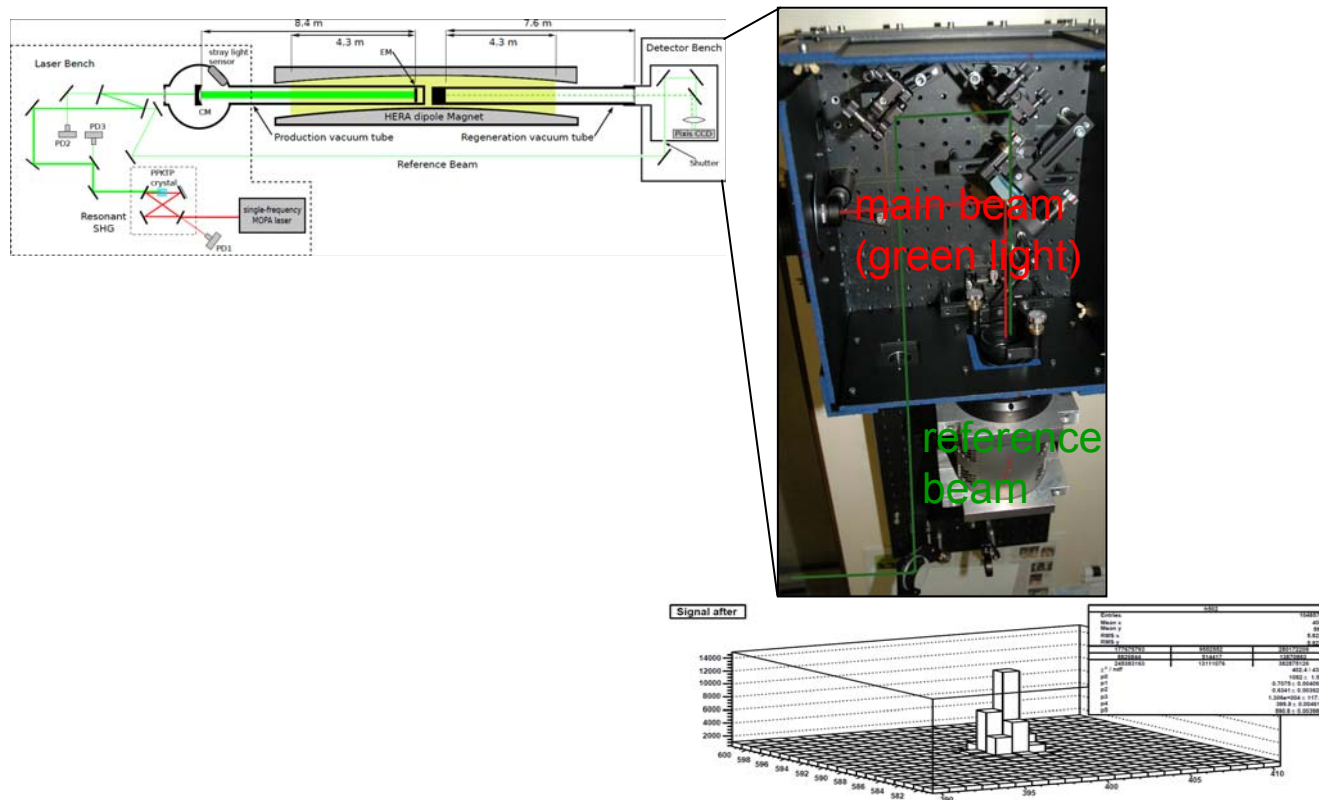 8.4 m
7.6 m
4.3 m
4.3 m
stray light
sensor
EM
Detector Bench
Laser Bench
CM
HERA dipole Magnet
Pixis CCD
PD2
PD3
Production vacuum tube
Regeneration vacuum tube
Shutter
Reference Beam
PPKTP
crystal
single-frequency
MOPA laser
Resonant
SHG
PD1
main beam
(green light)
reference
beam
Signal after
Entries
Mean x
Mean y
RMS x
RMS y
p0
p1
p2
p3
p4
p5
14000
12000
10000
8000
6000
4000
2000
600
598
596
594
592
590
588
586
584
582
390
395
400
405
410